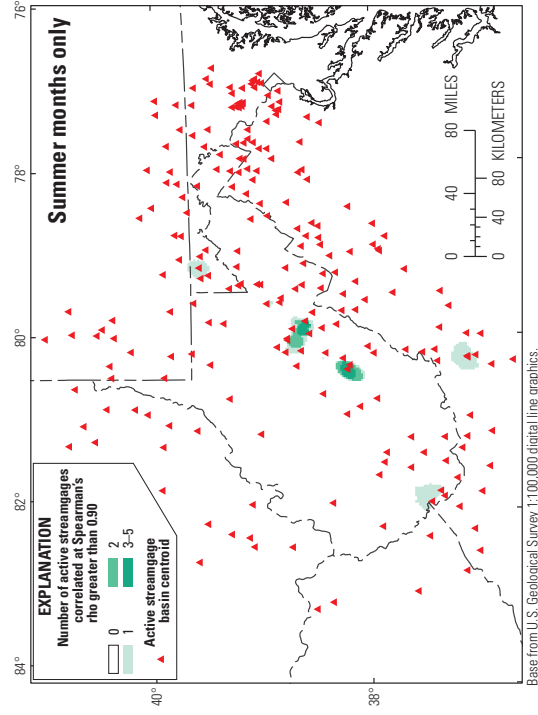 84°
82°
80°
78°
76°
40°
38°
EXPLANATION
Number of active streamgages
correlated at Spearman's
rho greater than 0.90
0
1
2
3–5
Active streamgage
basin centroid
Summer months only
0 40 80 MILES
0 40 80 KILOMETERS
Base from U.S. Geological Survey 1:100,000 digital line graphics.